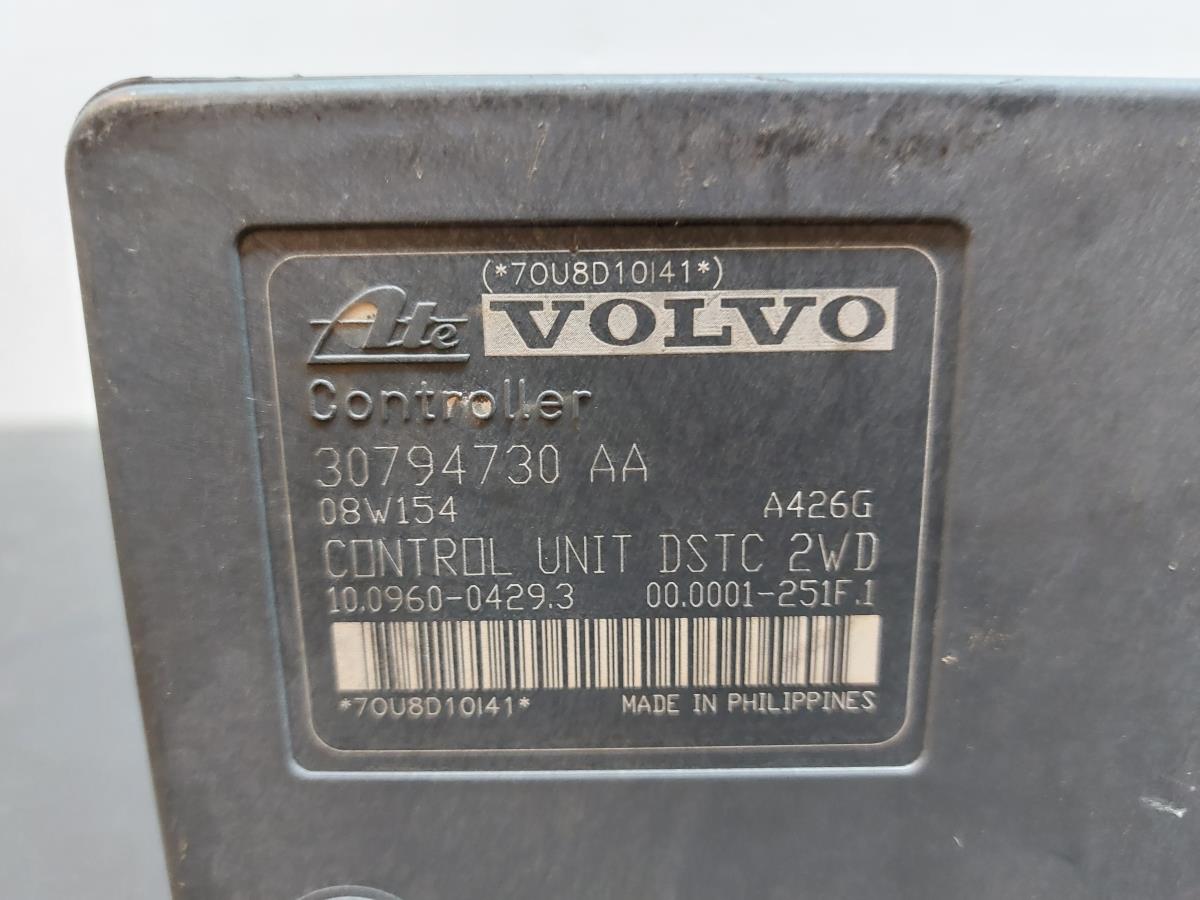 (*70U8D10I41*)
Ate VOLVO
Controller
30794730 AA
08W154 A426G
CONTROL UNIT DSTC 2WD
10.0960-0429.3 00.0001-251F.1
*70U8D10I41* MADE IN PHILIPPINES